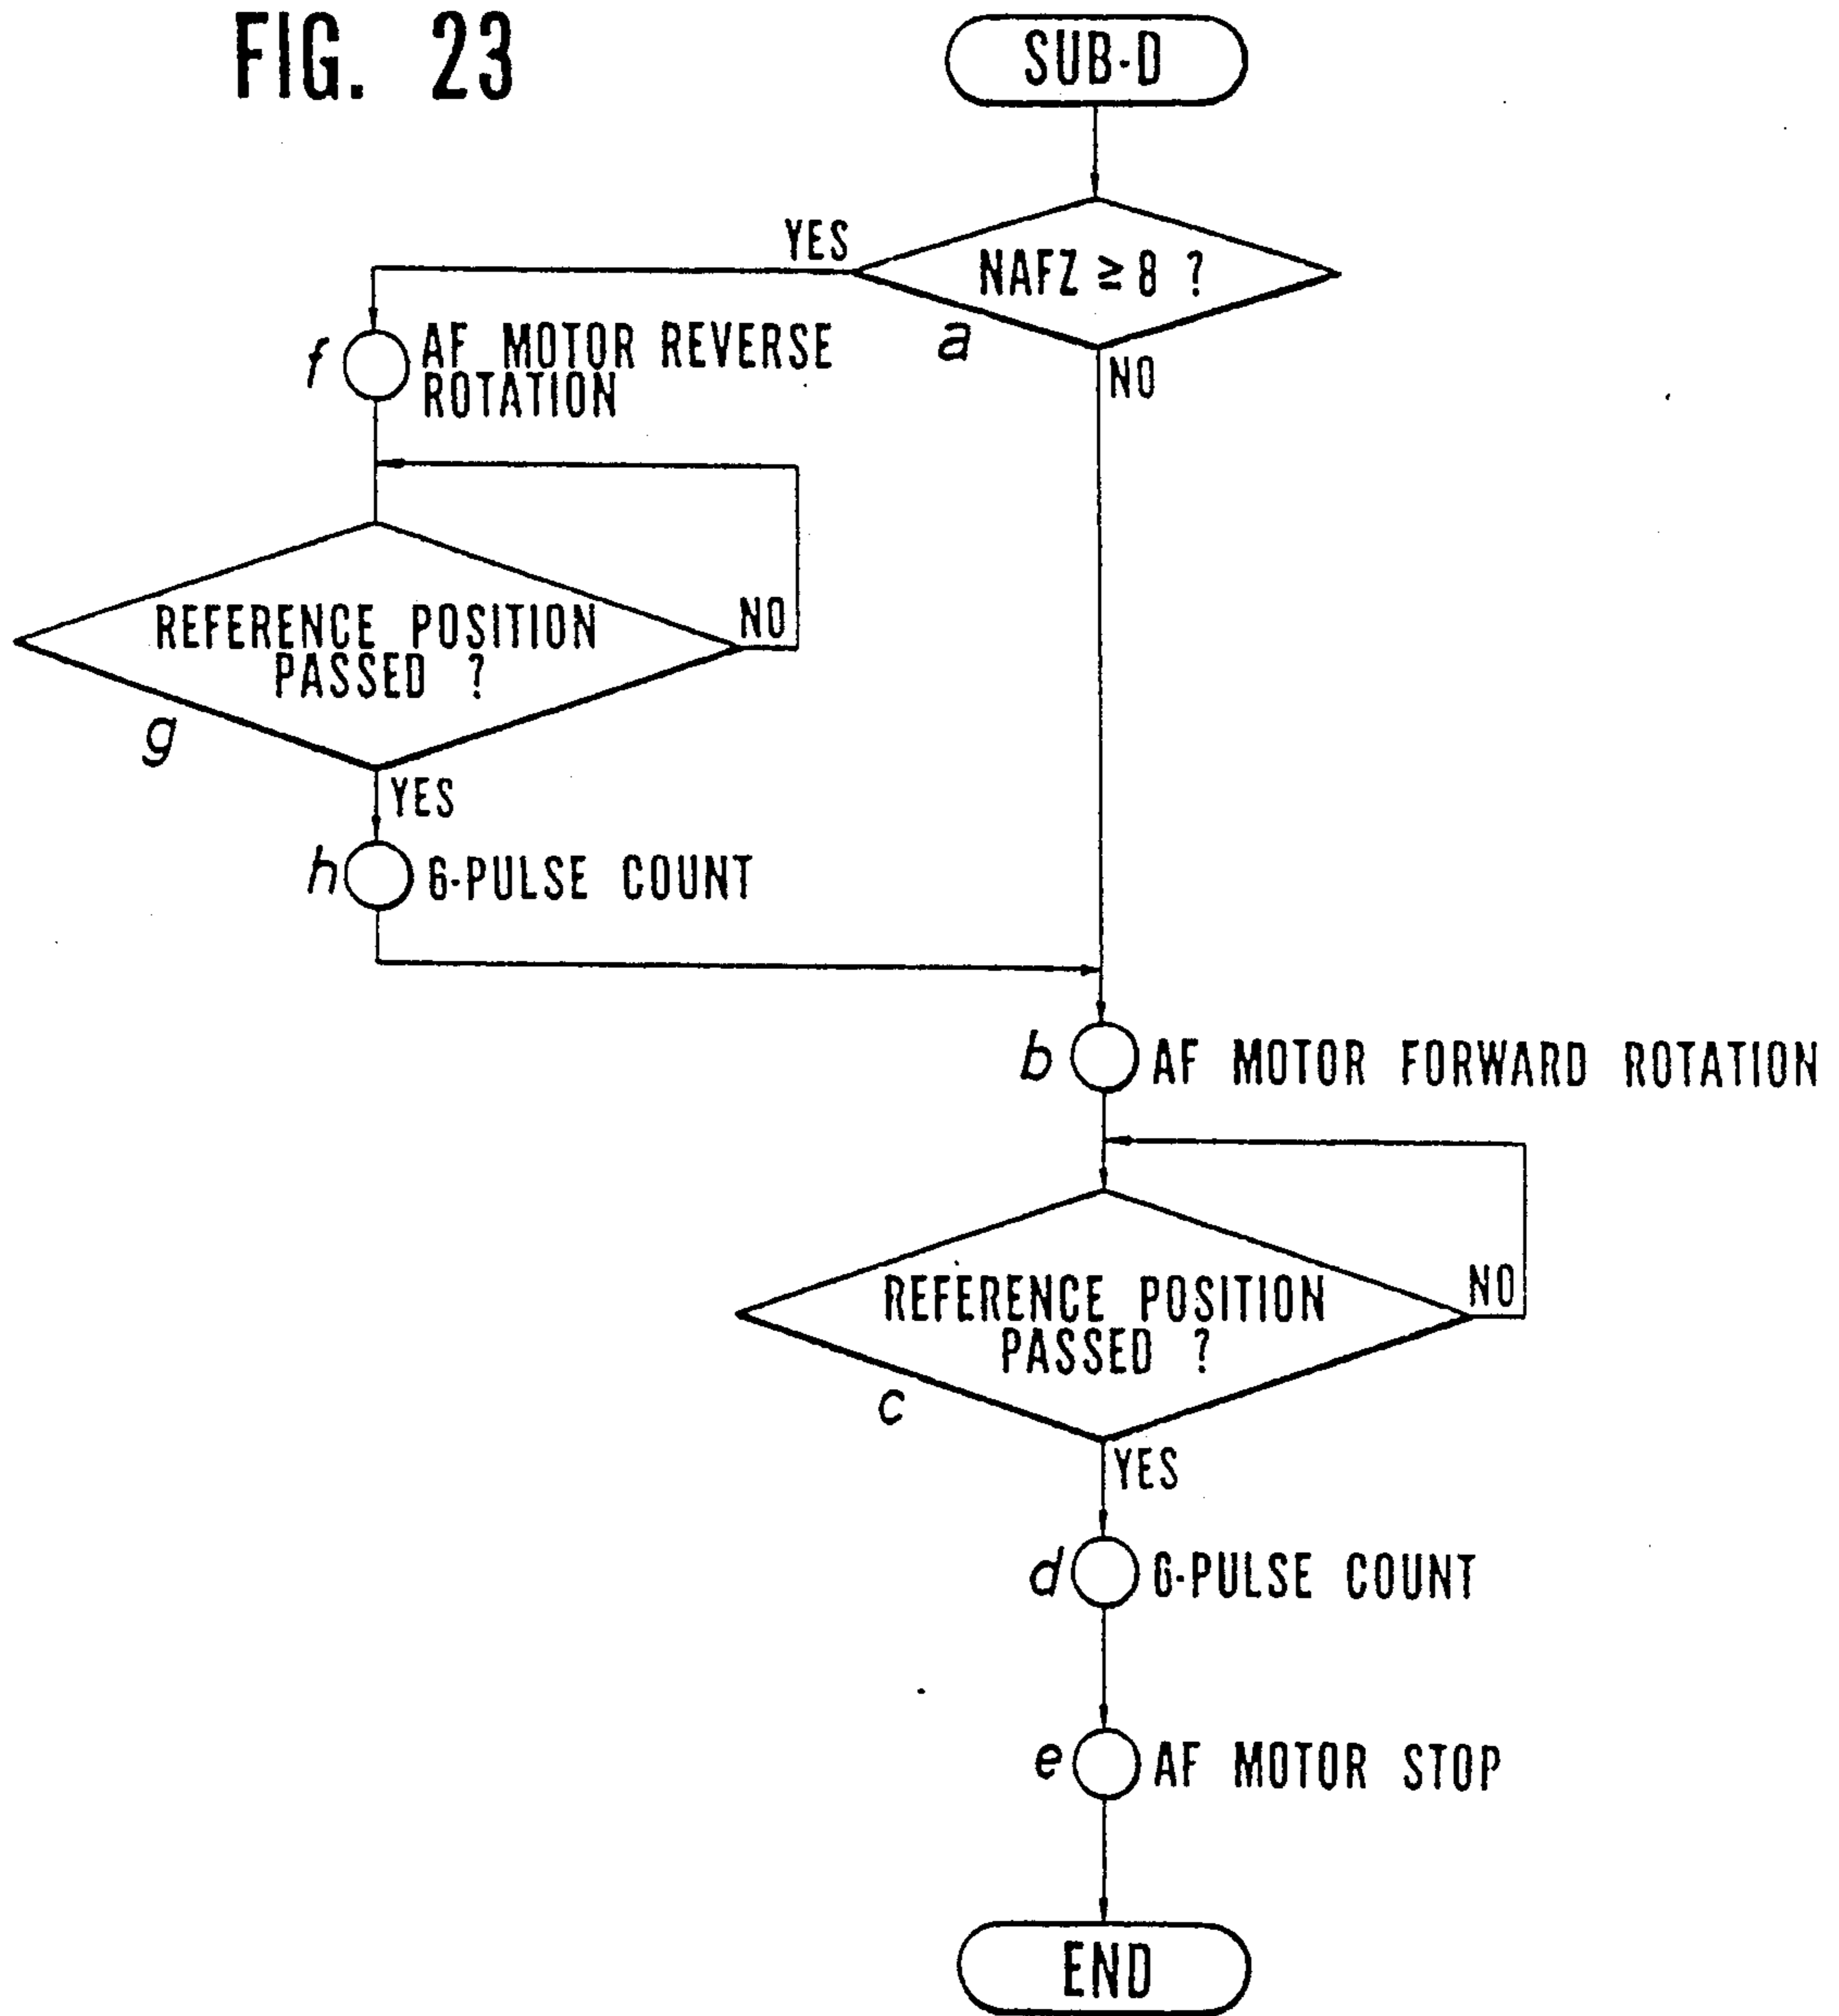 FIG. 23
SUB-D
YES
NAFZ ≧ 8 ?
a
NO
f
AF MOTOR REVERSE
ROTATION
REFERENCE POSITION
PASSED ?
NO
g
YES
h
6-PULSE COUNT
b
AF MOTOR FORWARD ROTATION
REFERENCE POSITION
PASSED ?
NO
c
YES
d
6-PULSE COUNT
e
AF MOTOR STOP
END